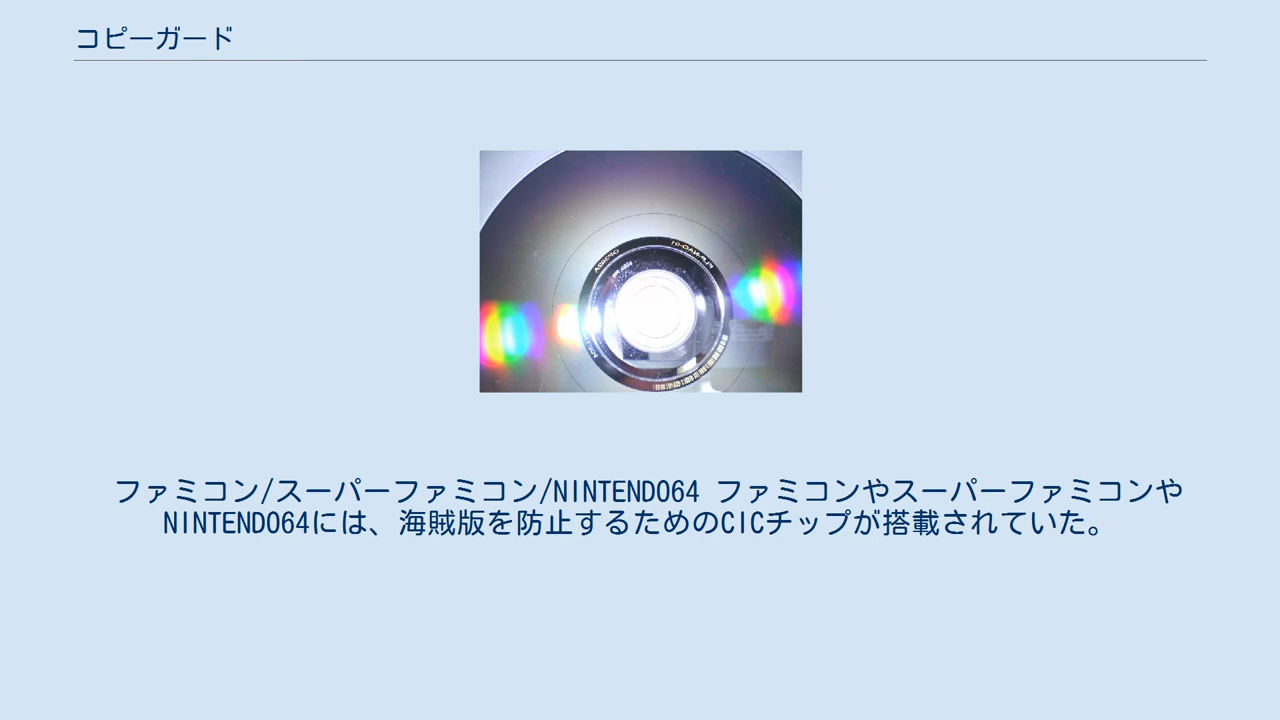 コピーガード
ファミコン/スーパーファミコン/NINTENDO64 ファミコンやスーパーファミコンや
NINTENDO64には、海賊版を防止するためのCICチップが搭載されていた。